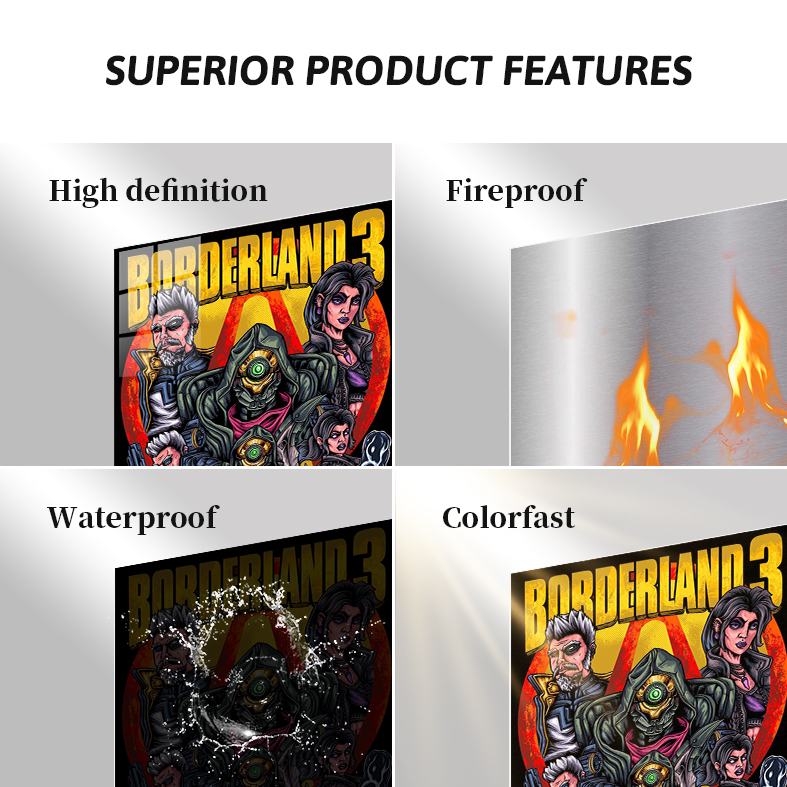 SUPERIOR PRODUCT FEATURES
High definition
Fireproof
BORDERLAND 3
Waterproof
Colorfast
BORDERLAND 3
BORDERLAND 3